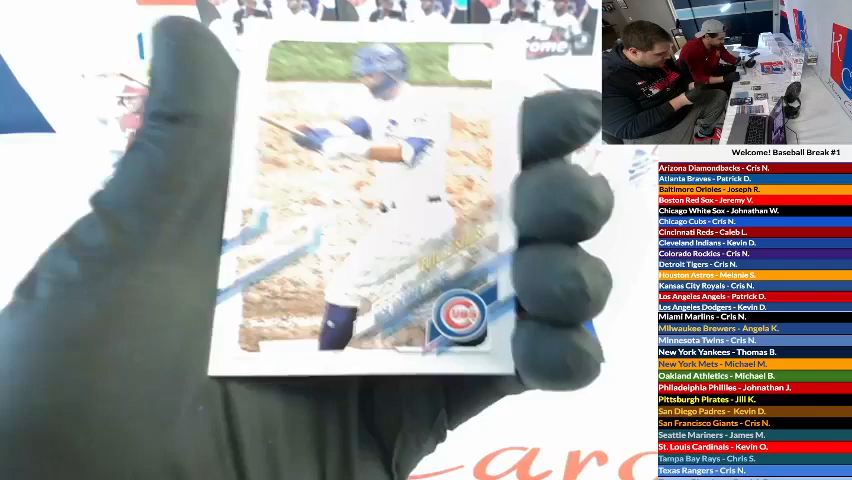 Welcome! Baseball Break #1
Arizona Diamondbacks - Cris N.
Atlanta Braves - Patrick D.
Baltimore Orioles - Joseph R.
Boston Red Sox - Jeremy V.
Chicago White Sox - Johnathan W.
Chicago Cubs - Cris N.
Cincinnati Reds - Caleb L.
Cleveland Indians - Kevin D.
Colorado Rockies - Cris N.
Detroit Tigers - Cris N.
Houston Astros - Melanie S.
Kansas City Royals - Cris N.
Los Angeles Angels - Patrick D.
Los Angeles Dodgers - Kevin D.
Miami Marlins - Cris N.
Milwaukee Brewers - Angela K.
Minnesota Twins - Cris N.
New York Yankees - Thomas B.
New York Mets - Michael M.
Oakland Athletics - Michael B.
Philadelphia Phillies - Johnathan J.
Pittsburgh Pirates - Jill K.
San Diego Padres - Kevin D.
San Francisco Giants - Cris N.
Seattle Mariners - James M.
St. Louis Cardinals - Kevin O.
Tampa Bay Rays - Chris S.
Texas Rangers - Cris N.
CUBS
Card